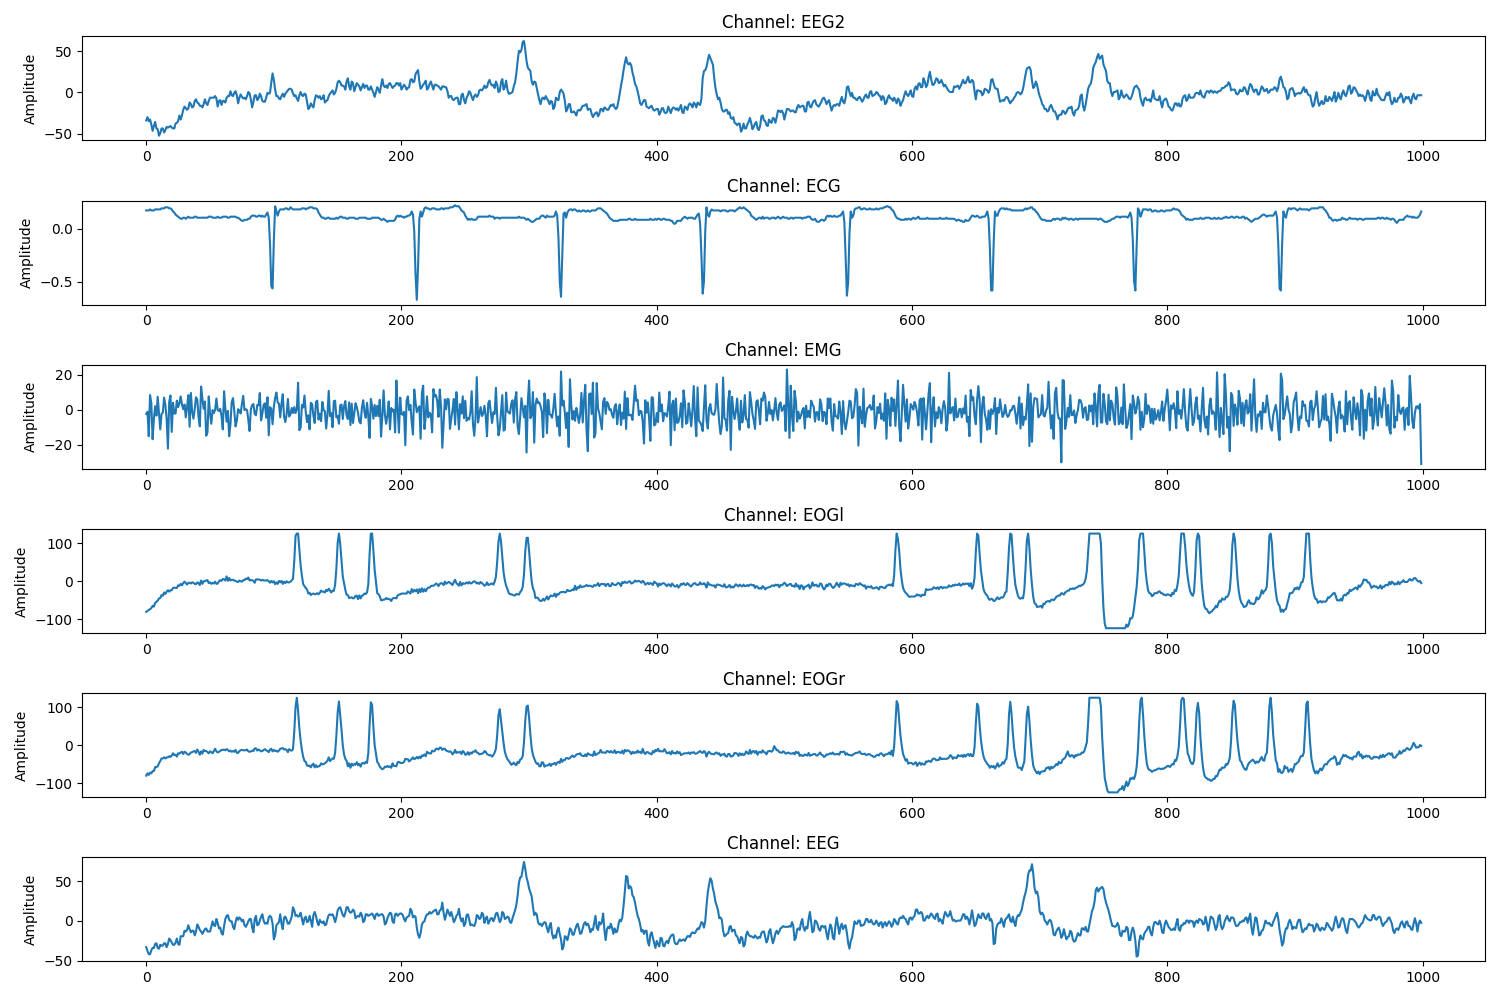 Channel: EEG2
Amplitude
50
0
−50
0 200 400 600 800 1000
Channel: ECG
Amplitude
0.0
−0.5
0 200 400 600 800 1000
Channel: EMG
Amplitude
20
0
−20
0 200 400 600 800 1000
Channel: EOGl
Amplitude
100
0
−100
0 200 400 600 800 1000
Channel: EOGr
Amplitude
100
0
−100
0 200 400 600 800 1000
Channel: EEG
Amplitude
50
0
−50
0 200 400 600 800 1000